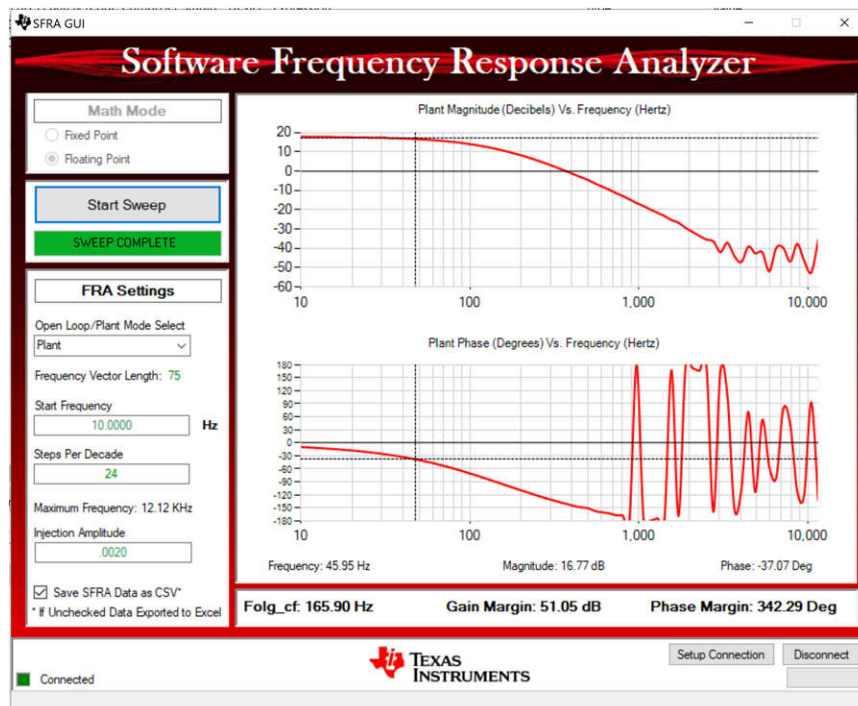 SFRA GUI
Software Frequency Response Analyzer
Math Mode
Fixed Point
Floating Point
Start Sweep
SWEEP COMPLETE
FRA Settings
Open Loop/Plant Mode Select
Plant
Frequency Vector Length: 75
Start Frequency
10.0000 Hz
Steps Per Decade
24
Maximum Frequency: 12.12 KHz
Injection Amplitude
.0020
Save SFRA Data as CSV*
* If Unchecked Data Exported to Excel
Plant Magnitude (Decibels) Vs. Frequency (Hertz)
20
10
0
-10
-20
-30
-40
-50
-60
10 100 1,000 10,000
Plant Phase (Degrees) Vs. Frequency (Hertz)
180
150
120
90
60
30
0
-30
-60
-90
-120
-150
-180
10 100 1,000 10,000
Frequency: 45.95 Hz Magnitude: 16.77 dB Phase: -37.07 Deg
Folg_cf: 165.90 Hz Gain Margin: 51.05 dB Phase Margin: 342.29 Deg
Connected
TEXAS
INSTRUMENTS
Setup Connection Disconnect